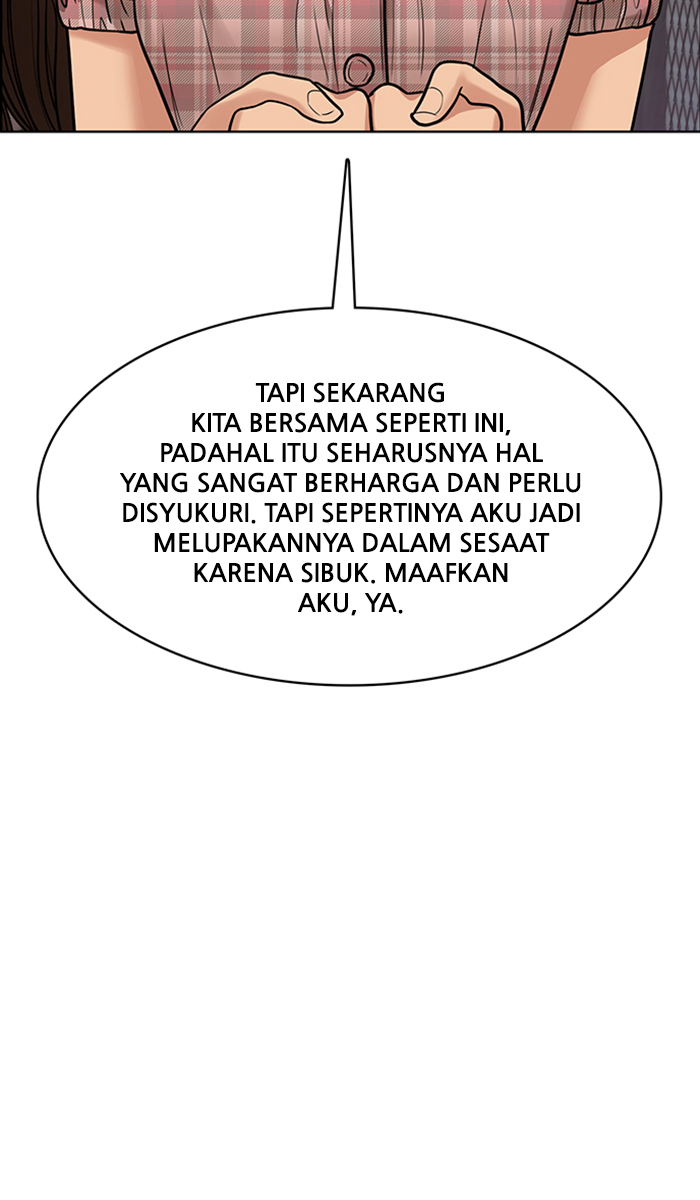 TAPI SEKARANG
KITA BERSAMA SEPERTI INI,
PADAHAL ITU SEHARUSNYA HAL
YANG SANGAT BERHARGA DAN PERLU
DISYUKURI. TAPI SEPERTINYA AKU JADI
MELUPAKANNYA DALAM SESAAT
KARENA SIBUK. MAAFKAN
AKU, YA.